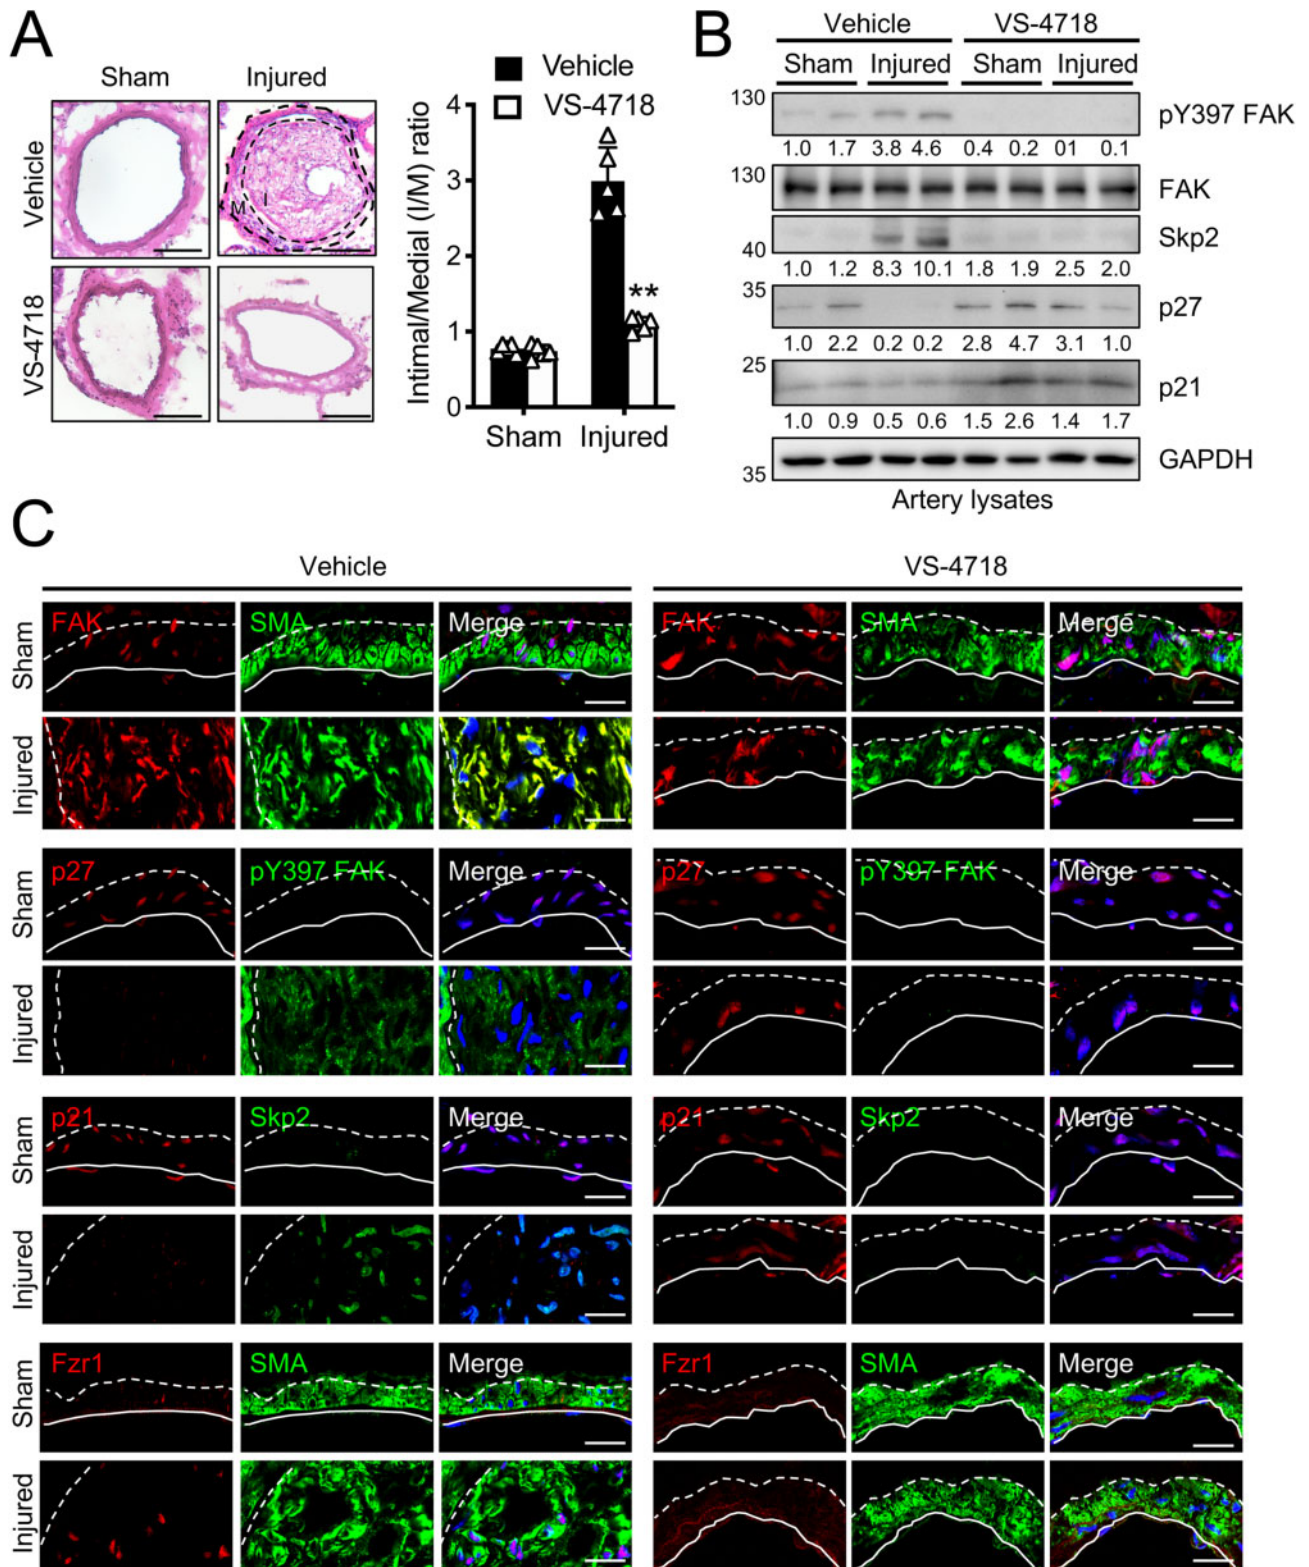 A
Sham Injured
Vehicle
M I
VS-4718
Vehicle
VS-4718
Intimal/Medial (I/M) ratio
4
3
2
1
0
**
Sham Injured
B
Vehicle VS-4718
Sham Injured Sham Injured
130 pY397 FAK
1.0 1.7 3.8 4.6 0.4 0.2 01 0.1
130 FAK
40 Skp2
1.0 1.2 8.3 10.1 1.8 1.9 2.5 2.0
35 p27
1.0 2.2 0.2 0.2 2.8 4.7 3.1 1.0
25 p21
1.0 0.9 0.5 0.6 1.5 2.6 1.4 1.7
35 GAPDH
Artery lysates
C
Vehicle VS-4718
Sham FAK SMA Merge FAK SMA Merge
Injured
Sham p27 pY397 FAK Merge p27 pY397 FAK Merge
Injured
Sham p21 Skp2 Merge p21 Skp2 Merge
Injured
Sham Fzr1 SMA Merge Fzr1 SMA Merge
Injured